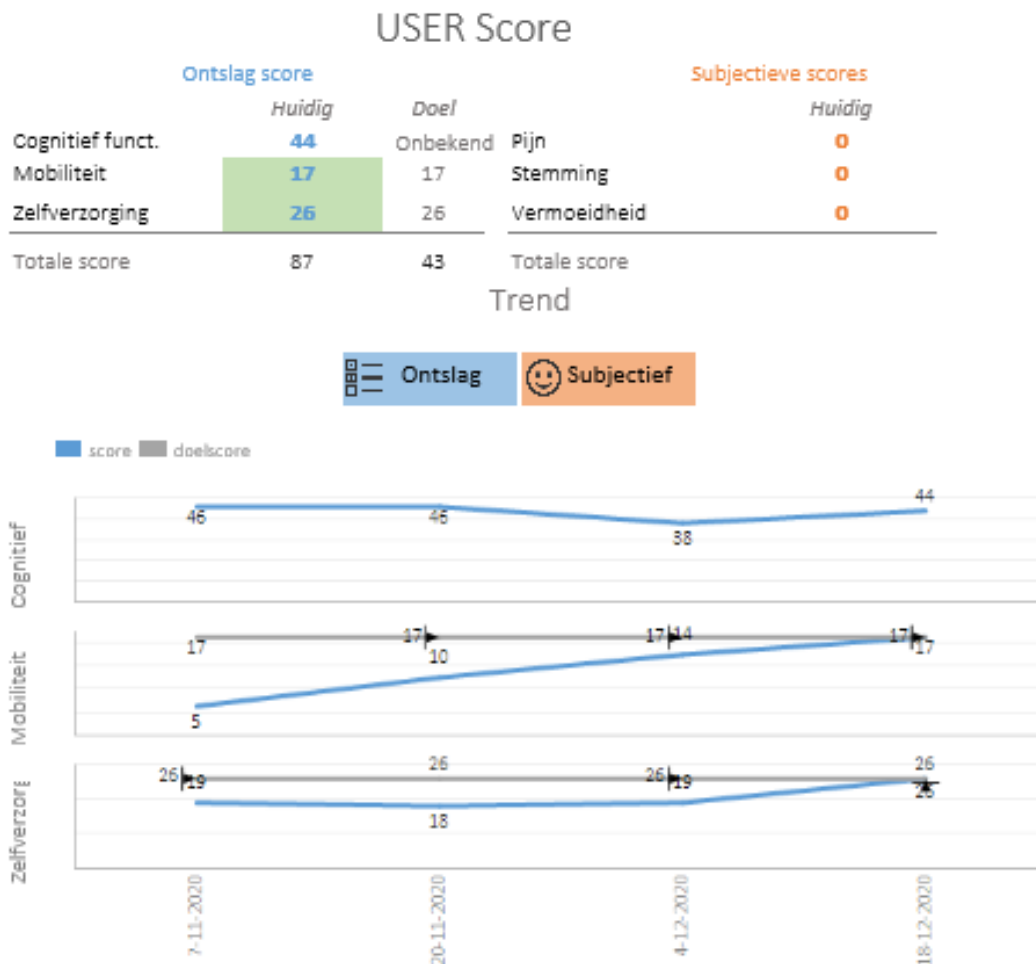 USER Score
Ontslag score Subjectieve scores
Huidig Doel Huidig
Cognitief funct. 44 Onbekend Pijn 0
Mobiliteit 17 17 Stemming 0
Zelfverzorging 26 26 Vermoeidheid 0
Totale score 87 43 Totale score
Trend
Ontslag Subjectief
score doelscore
Cognitief
46 46 38 44
Mobiliteit
17 17 17 14 17 17
5 10
Zelfverzorg
26 19 26 26 19 26
18 26
7-11-2020 20-11-2020 4-12-2020 18-12-2020